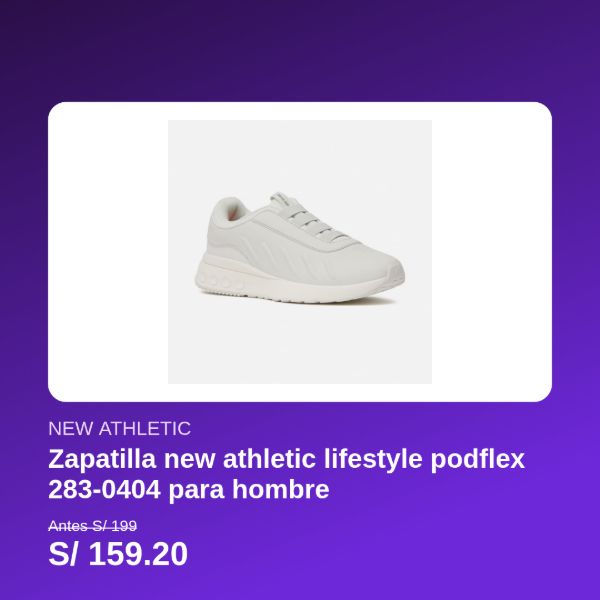 NEW ATHLETIC
Zapatilla new athletic lifestyle podflex
283-0404 para hombre
Antes S/ 199
S/ 159.20